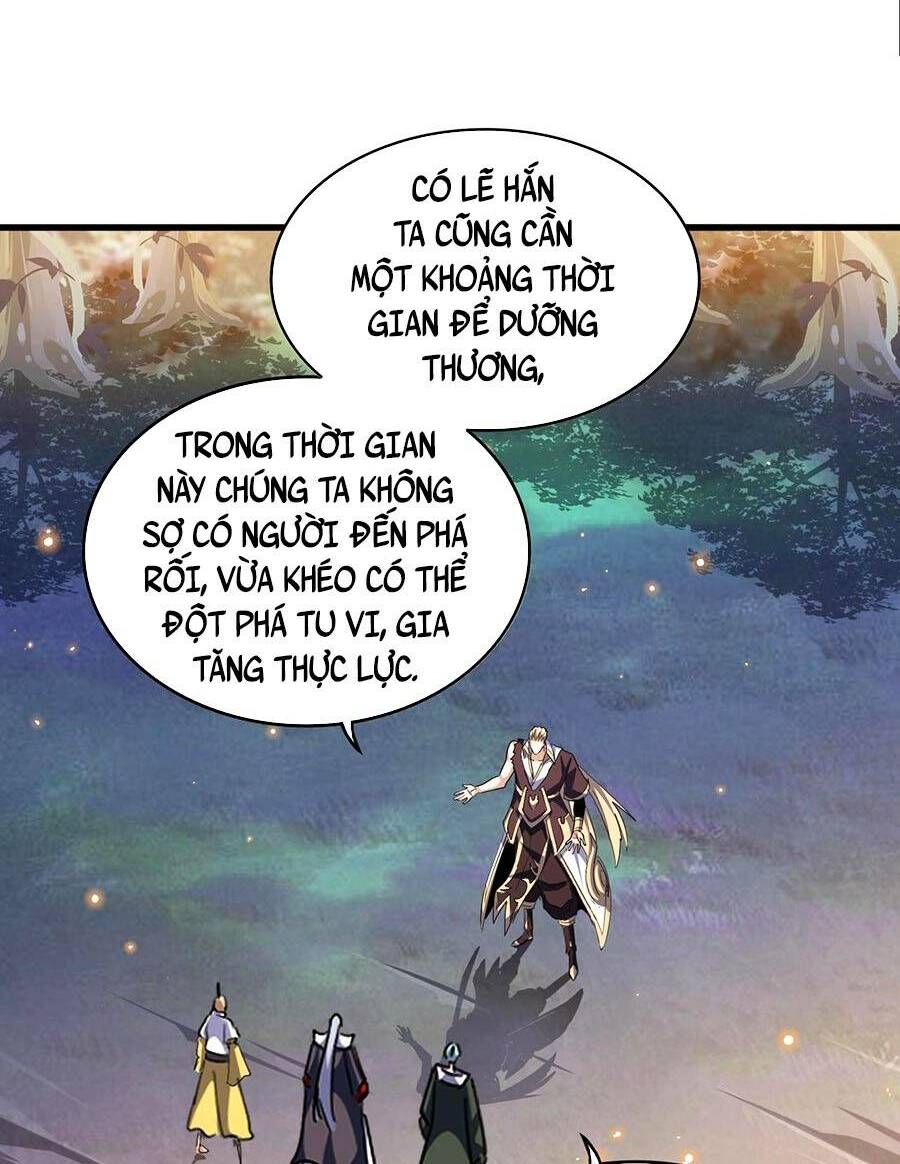 CÓ LẼ HẮN
TA CŨNG CẦN
MỘT KHOẢNG THỜI
GIAN ĐỂ DƯỠNG
THƯƠNG,
TRONG THỜI GIAN
NÀY CHÚNG TA KHÔNG
SỢ CÓ NGƯỜI ĐẾN PHÁ
RỐI, VỪA KHÉO CÓ THỂ
ĐỘT PHÁ TU VI, GIA
TĂNG THỰC LỰC.